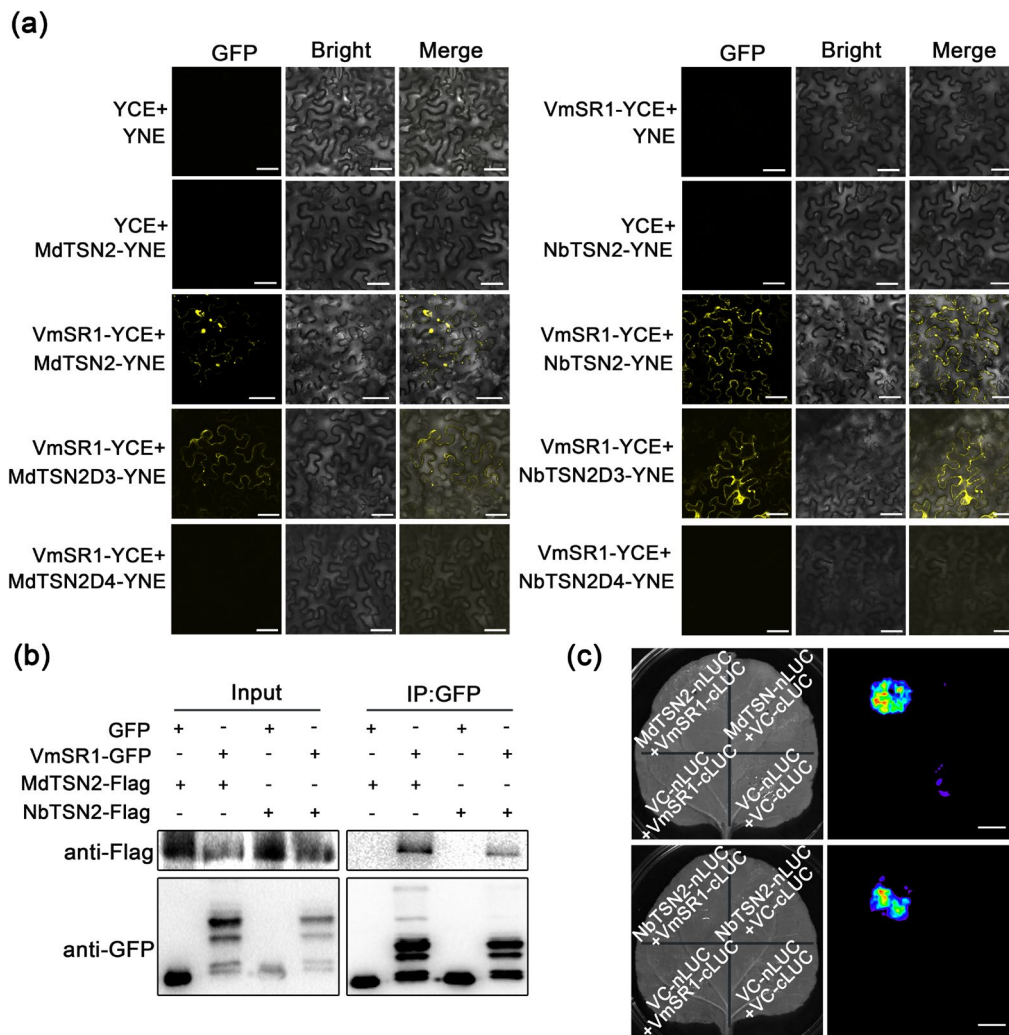 (a)
GFP Bright Merge
YCE+
YNE
YCE+
MdTSN2-YNE
VmSR1-YCE+
MdTSN2-YNE
VmSR1-YCE+
MdTSN2D3-YNE
VmSR1-YCE+
MdTSN2D4-YNE
GFP Bright Merge
VmSR1-YCE+
YNE
YCE+
NbTSN2-YNE
VmSR1-YCE+
NbTSN2-YNE
VmSR1-YCE+
NbTSN2D3-YNE
VmSR1-YCE+
NbTSN2D4-YNE
(b)
Input IP:GFP
GFP + - + - + - + -
VmSR1-GFP - + - + - + - +
MdTSN2-Flag + + - - + + - -
NbTSN2-Flag - - + + - - + +
anti-Flag
anti-GFP
(c)
MdTSN2-nLUC
+VmSR1-cLUC
MdTSN-nLUC
+VC-cLUC
VC-nLUC
+VmSR1-cLUC
VC-nLUC
+VC-cLUC
NbTSN2-nLUC
+VmSR1-cLUC
NbTSN2-nLUC
+VC-cLUC
VC-nLUC
+VmSR1-cLUC
VC-nLUC
+VC-cLUC